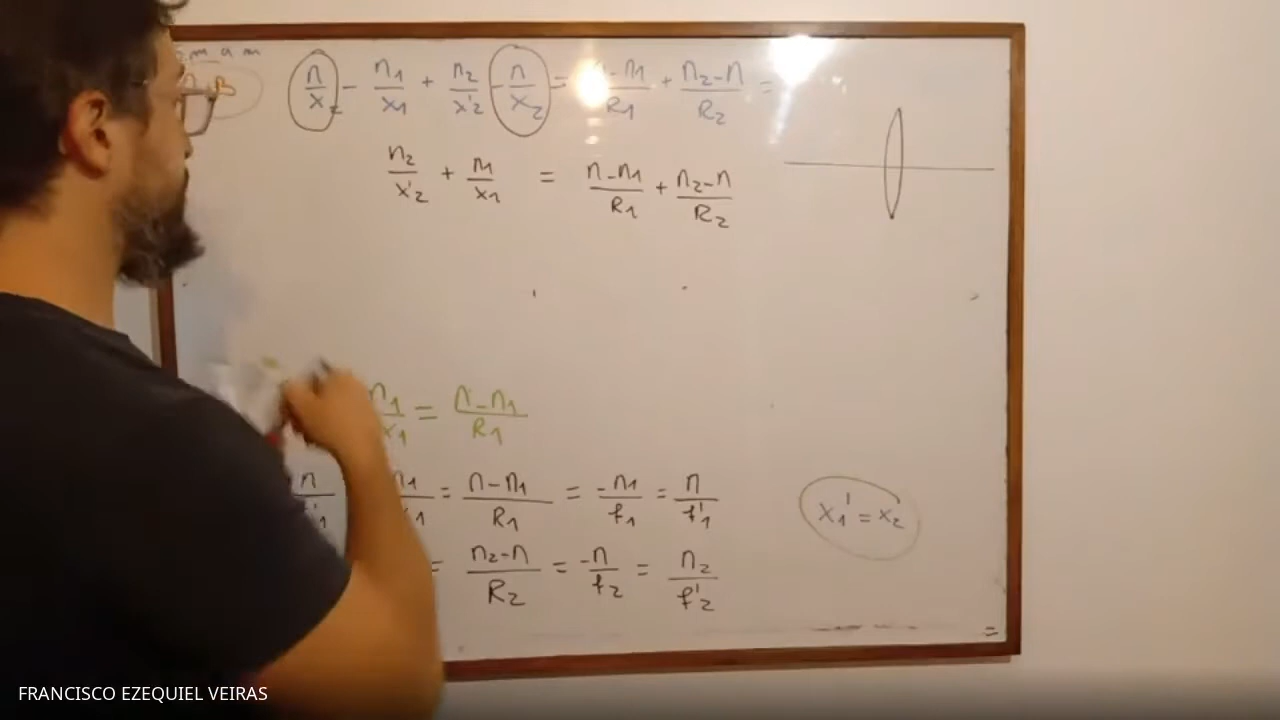 n/x₂ - n₁/x₁ + n₂/x'₂ - n/x₂ = n-n₁/R₁ + n₂-n/R₂ =
n₂/x'₂ + n₁/x₁ = n-n₁/R₁ + n₂-n/R₂
n₁/x₁ = n-n₁/R₁
= n-n₁/R₁ = -n₁/f₁ = n/f'₁
x₁' = x₂
= n₂-n/R₂ = -n/f₂ = n₂/f'₂
=
FRANCISCO EZEQUIEL VEIRAS